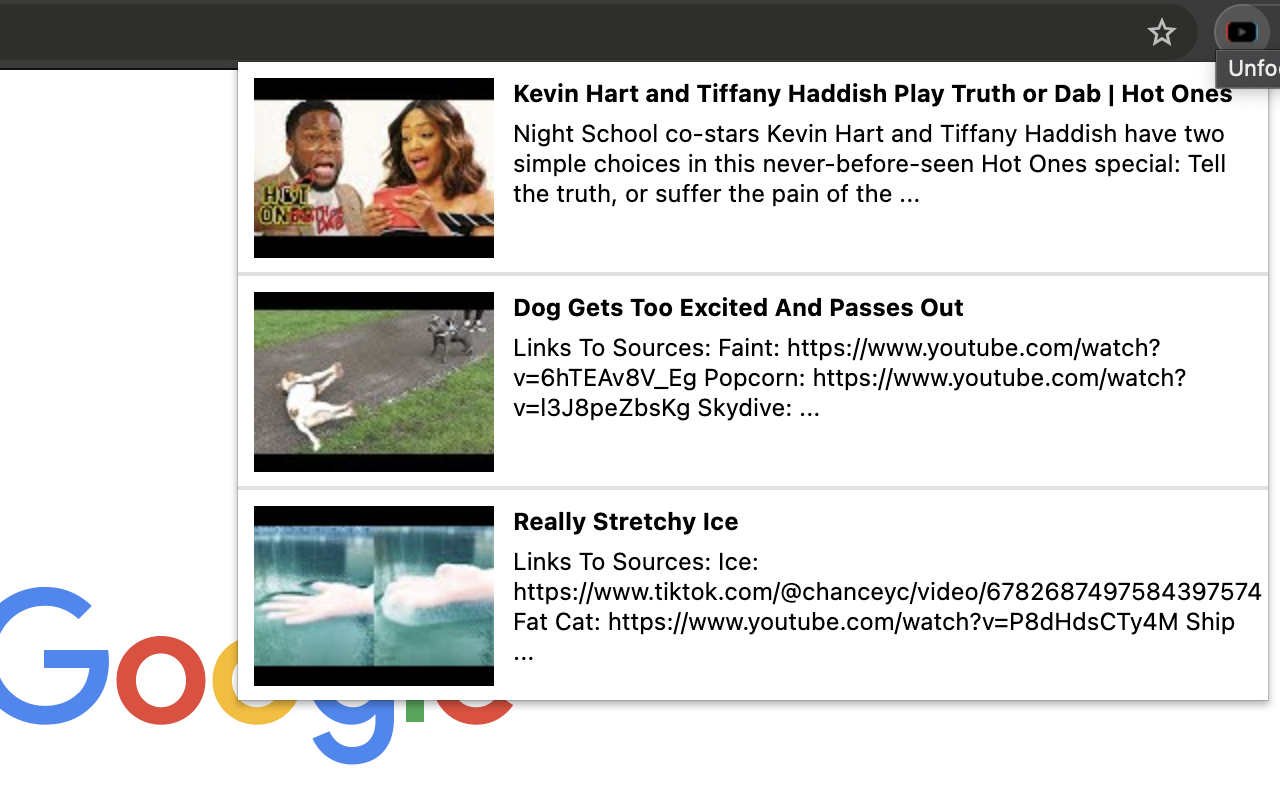 Unfo
Kevin Hart and Tiffany Haddish Play Truth or Dab | Hot Ones
Night School co-stars Kevin Hart and Tiffany Haddish have two
simple choices in this never-before-seen Hot Ones special: Tell
the truth, or suffer the pain of the ...
HOT
ONES
Dog Gets Too Excited And Passes Out
Links To Sources: Faint: https://www.youtube.com/watch?
v=6hTEAv8V_Eg Popcorn: https://www.youtube.com/watch?
v=l3J8peZbsKg Skydive: ...
Really Stretchy Ice
Links To Sources: Ice:
https://www.tiktok.com/@chanceyc/video/6782687497584397574
Fat Cat: https://www.youtube.com/watch?v=P8dHdsCTy4M Ship
...
Google